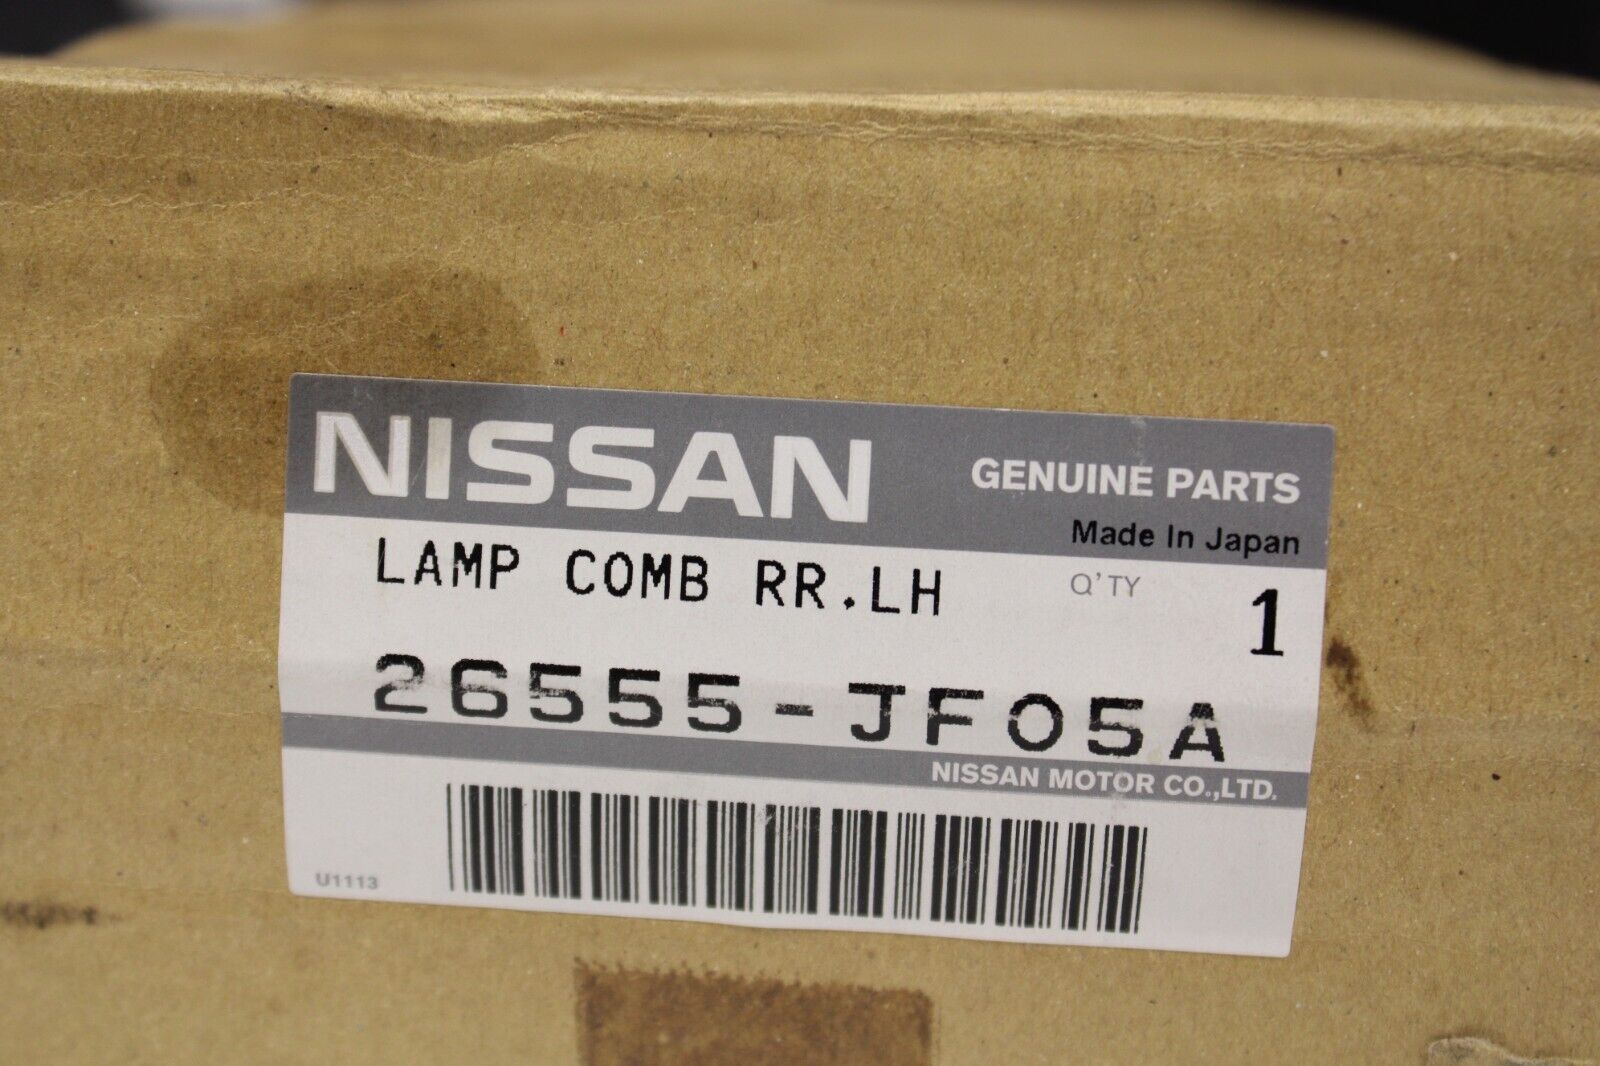 NISSAN
GENUINE PARTS
Made In Japan
LAMP COMB RR.LH
Q'TY 1
26555-JF05A
NISSAN MOTOR CO.,LTD.
U1113